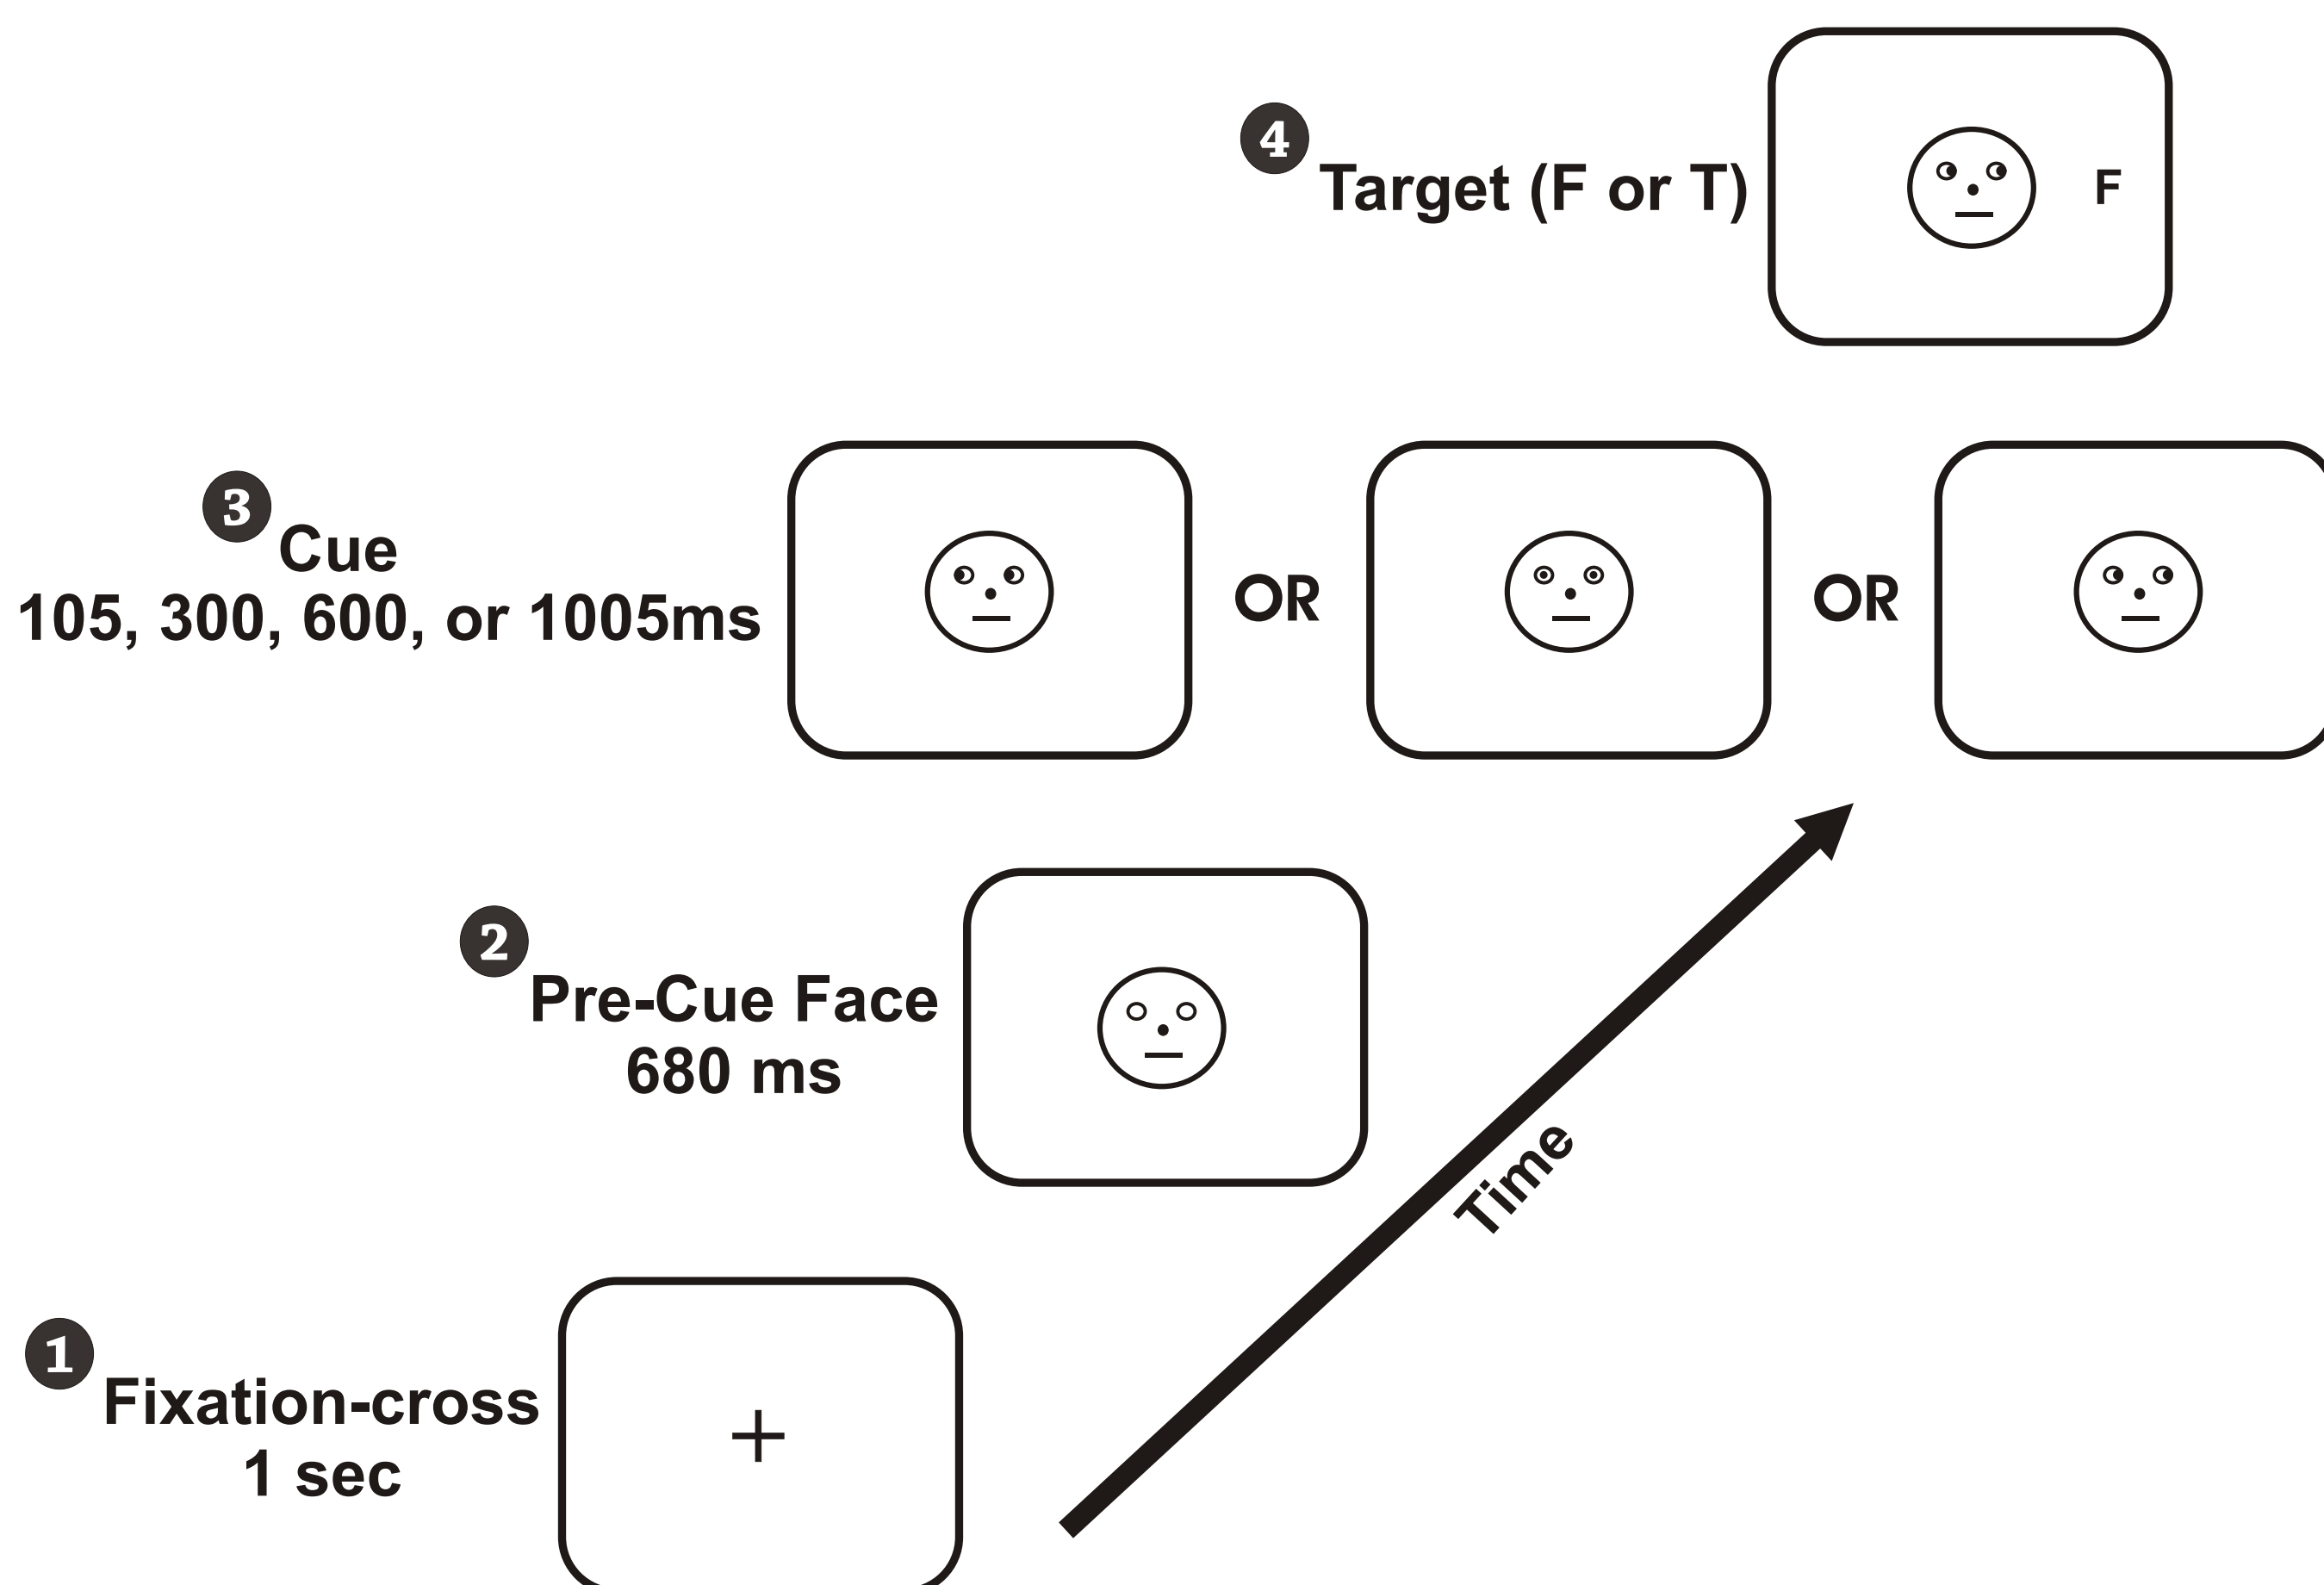 4
Target (F or T)
F
3
Cue
105, 300, 600, or 1005ms
OR
OR
2
Pre-Cue Face
680 ms
Time
1
Fixation-cross
1 sec